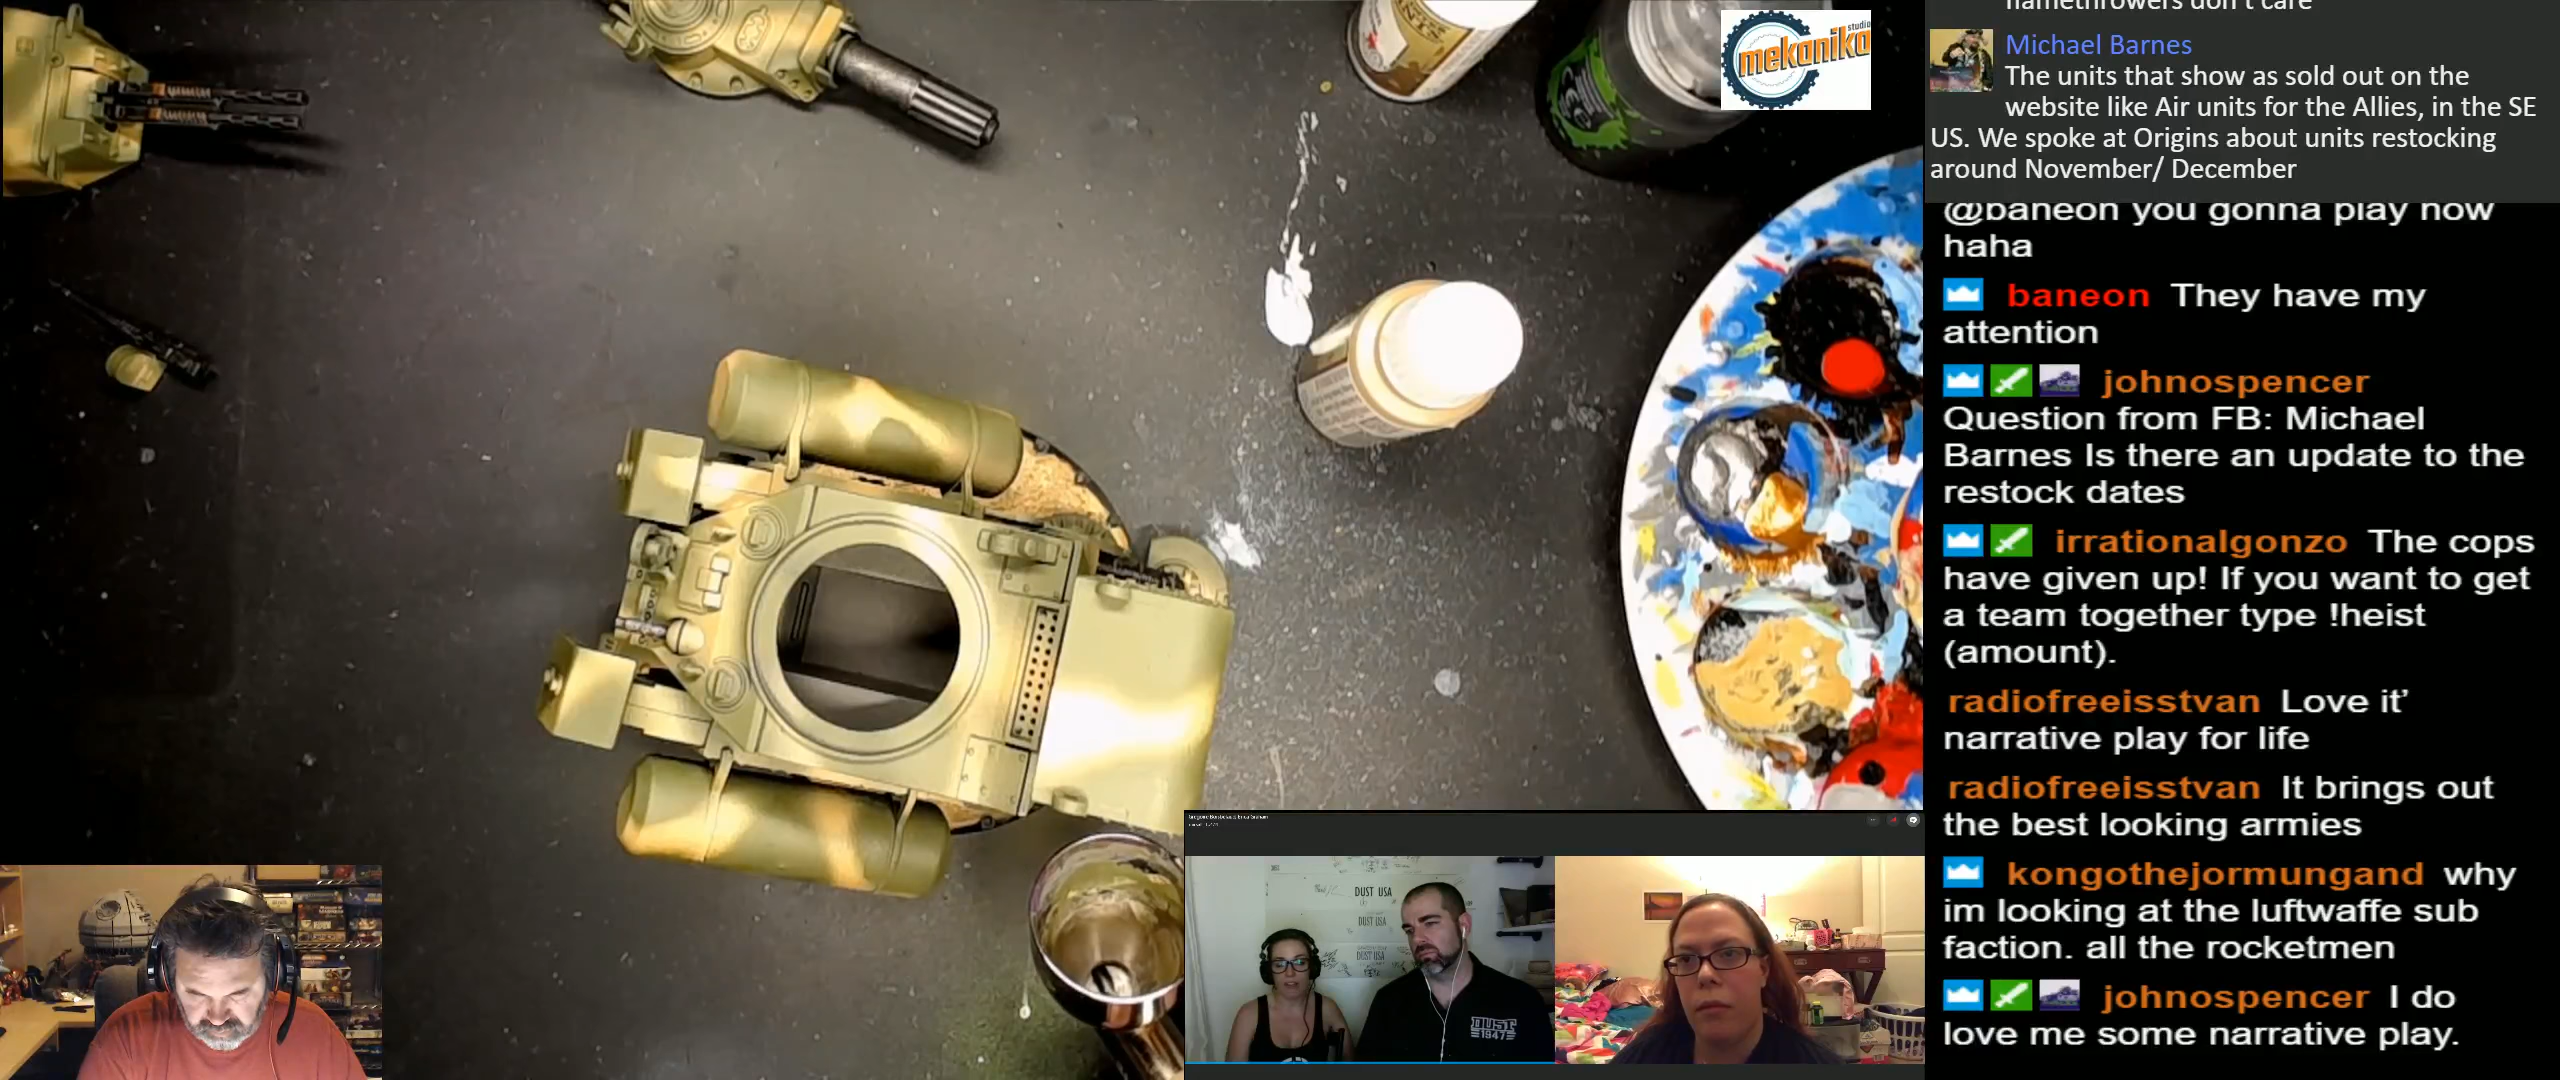 studio
mekanika
Michael Barnes
The units that show as sold out on the
website like Air units for the Allies, in the SE
US. We spoke at Origins about units restocking
around November/ December
@baneon you gonna play now
haha
baneon They have my
attention
johnospencer
Question from FB: Michael
Barnes Is there an update to the
restock dates
irrationalgonzo The cops
have given up! If you want to get
a team together type !heist
(amount).
radiofreeisstvan Love it'
narrative play for life
radiofreeisstvan It brings out
the best looking armies
kongothejormungand why
im looking at the luftwaffe sub
faction. all the rocketmen
johnospencer I do
love me some narrative play.
DUST USA
DUST USA
DUST USA
DUST
1947